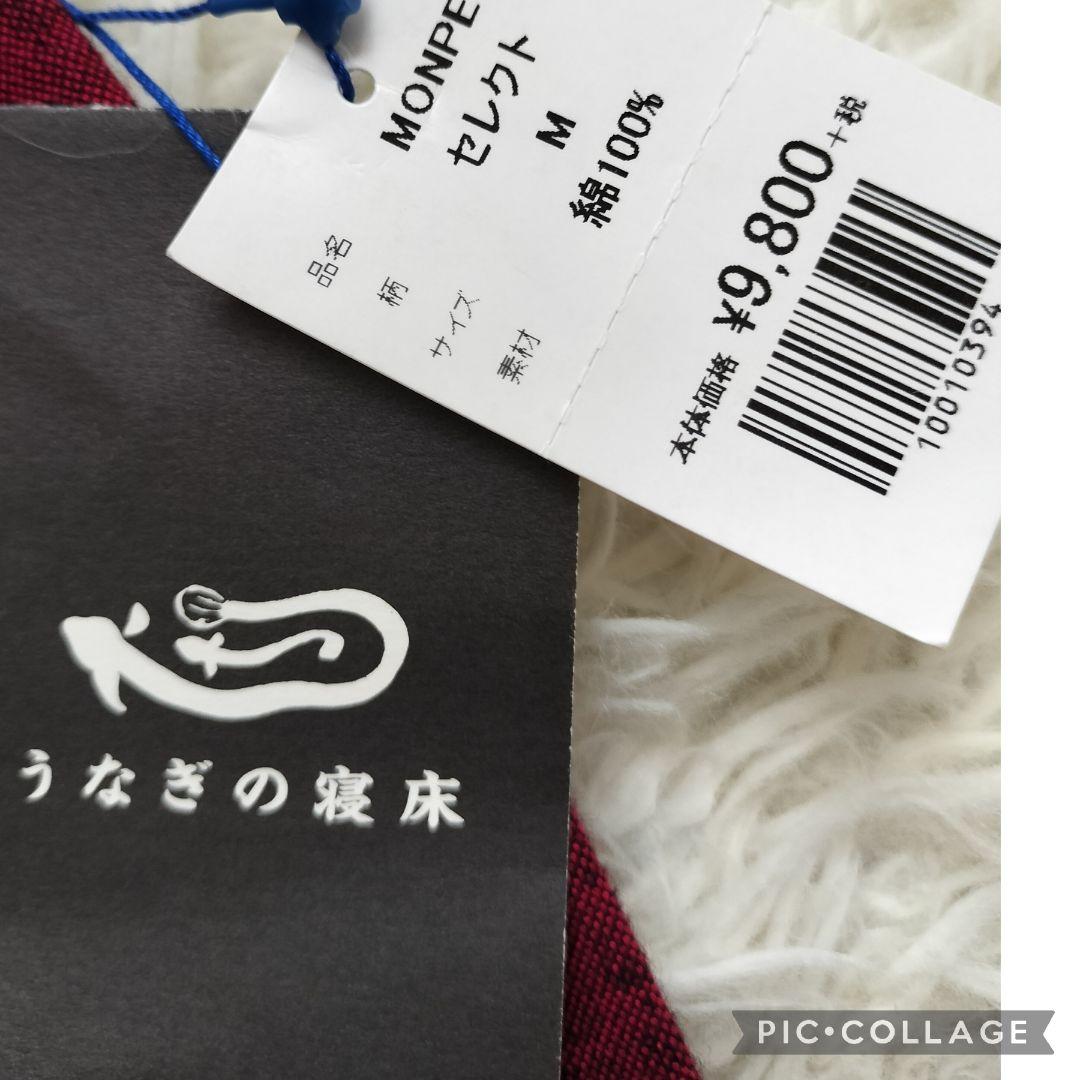 品名 MONPE
柄 セレクト
サイズ M
素材 綿100%
本体価格 ¥9,800+税
10010394
うなぎの寝床
PIC•COLLAGE